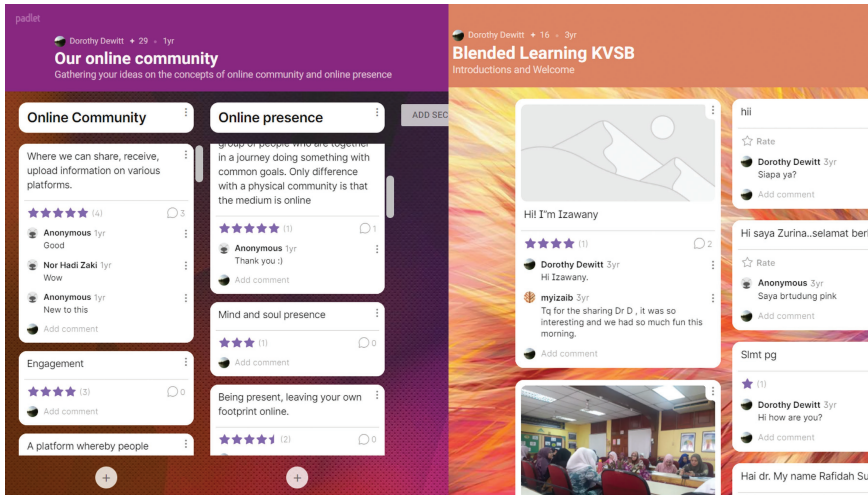 padlet
Dorothy Dewitt + 29 • 1yr
Our online community
Gathering your ideas on the concepts of online community and online presence
Online Community
Where we can share, receive,
upload information on various
platforms.
(4) 3
Anonymous 1yr
Good
Nor Hadi Zaki 1yr
Wow
Anonymous 1yr
New to this
Add comment
Engagement
(3) 0
Add comment
A platform whereby people
Online presence
group of people who are together
in a journey doing something with
common goals. Only difference
with a physical community is that
the medium is online
(1) 1
Anonymous 1yr
Thank you :)
Add comment
Mind and soul presence
(1) 0
Add comment
Being present, leaving your own
footprint online.
(2) 0
Add comment
ADD SEC
Dorothy Dewitt + 16 • 3yr
Blended Learning KVSB
Introductions and Welcome
Hi! I"m Izawany
(1) 2
Dorothy Dewitt 3yr
Hi Izawany.
myizaib 3yr
Tq for the sharing Dr D , it was so
interesting and we had so much fun this
morning.
Add comment
hii
Rate
Dorothy Dewitt 3yr
Siapa ya?
Add comment
Hi saya Zurina..selamat ber
Rate
Anonymous 3yr
Saya brtudung pink
Add comment
Slmt pg
(1)
Dorothy Dewitt 3yr
Hi how are you?
Add comment
Hai dr. My name Rafidah Su